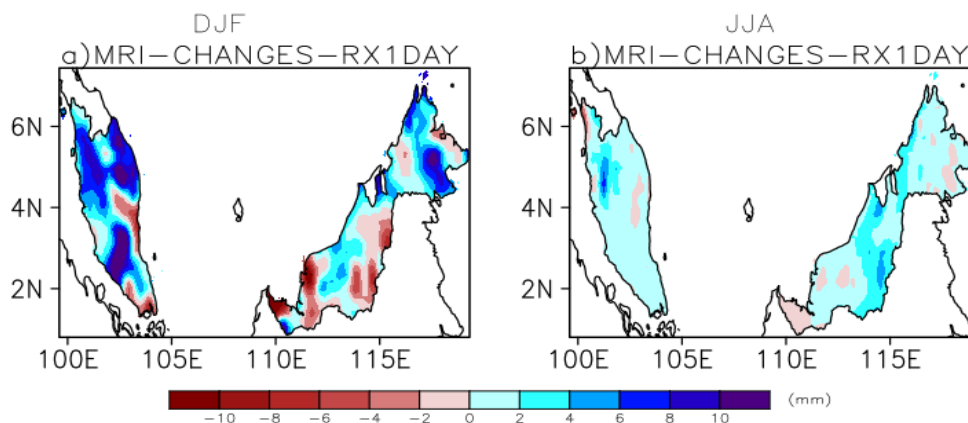 DJF JJA
a)MRI−CHANGES−RX1DAY b)MRI−CHANGES−RX1DAY
6N 6N
4N 4N
2N 2N
100E 105E 110E 115E 100E 105E 110E 115E
-10 -8 -6 -4 -2 0 2 4 6 8 10 (mm)